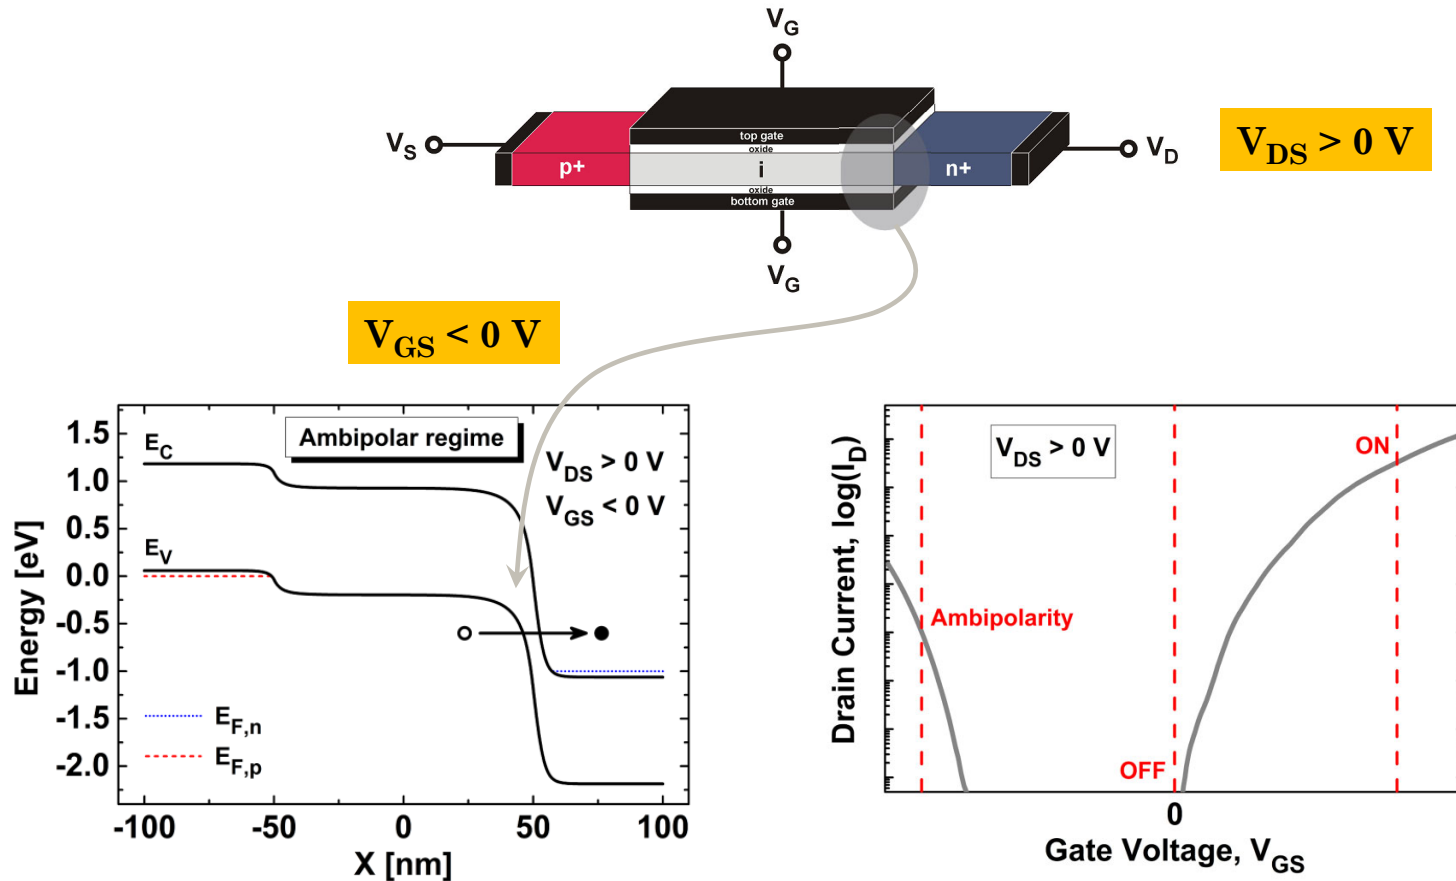 V_G
top gate
oxide
V_S
p+
i
n+
V_D
oxide
bottom gate
V_G
V_DS > 0 V
V_GS < 0 V
Ambipolar regime
V_DS > 0 V
V_GS < 0 V
E_C
E_V
E_F,n
E_F,p
1.5
1.0
0.5
0.0
-0.5
-1.0
-1.5
-2.0
Energy [eV]
-100
-50
0
50
100
X [nm]
V_DS > 0 V
ON
Ambipolarity
OFF
Drain Current, log(I_D)
0
Gate Voltage, V_GS